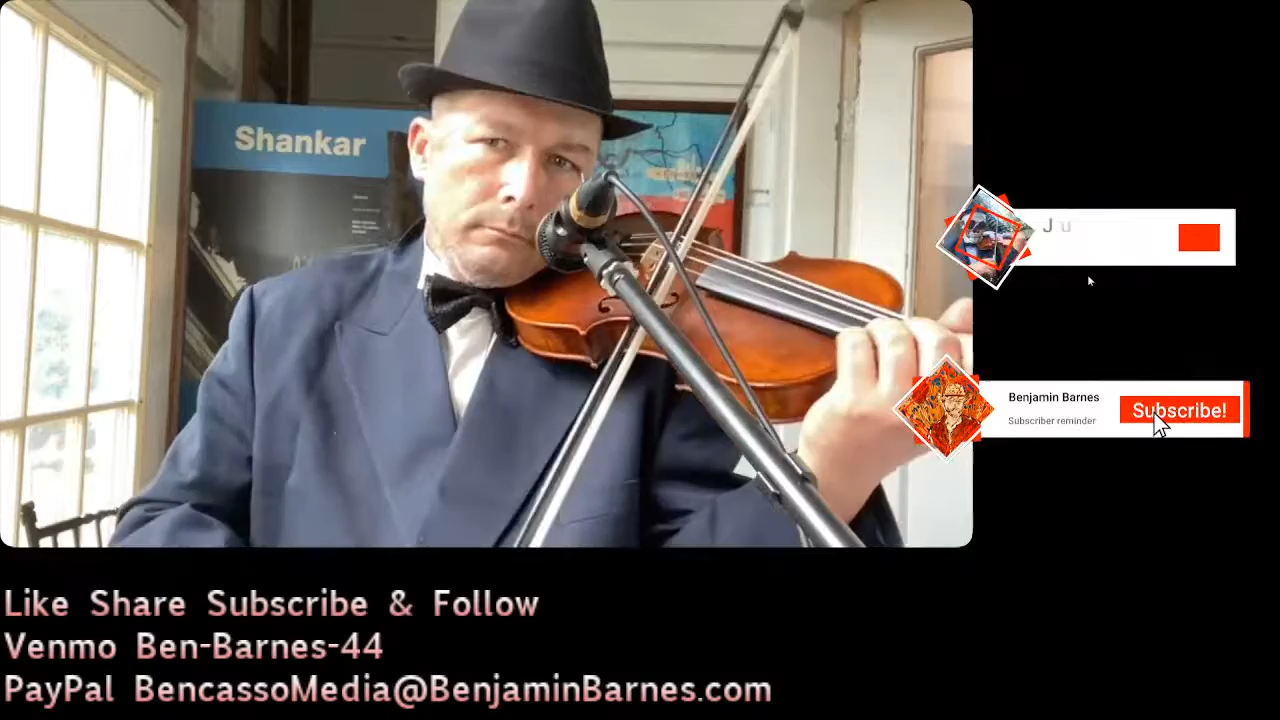 Shankar
J u
Benjamin Barnes
Subscriber reminder
Subscribe!
Like Share Subscribe & Follow
Venmo Ben-Barnes-44
PayPal BencassoMedia@BenjaminBarnes.com